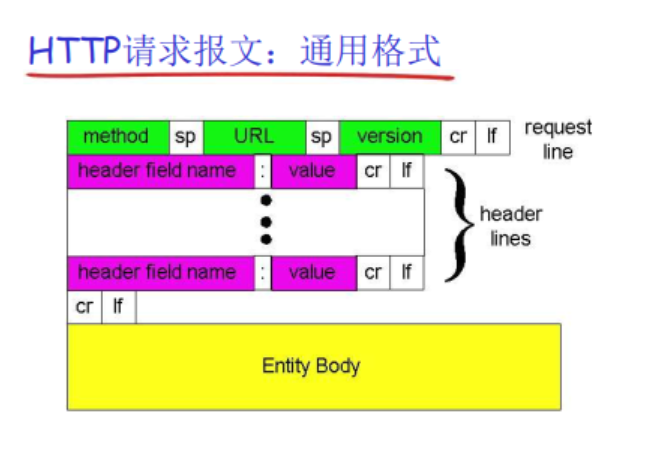 HTTP请求报文：通用格式
method sp URL sp version cr lf
request
line
header field name : value cr lf
header
lines
header field name : value cr lf
cr lf
Entity Body